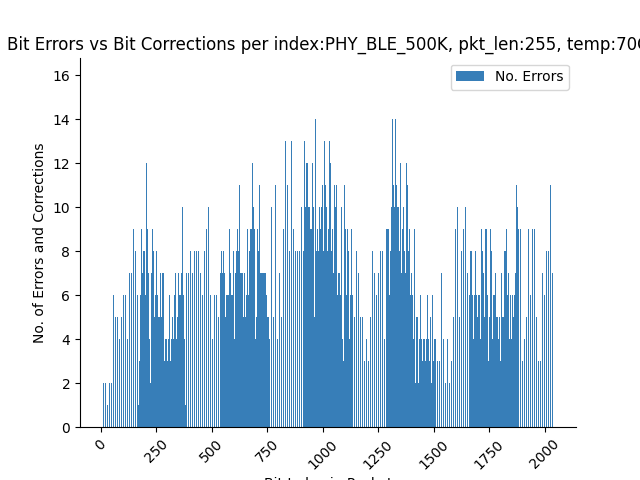 Bit Errors vs Bit Corrections per index:PHY_BLE_500K, pkt_len:255, temp:70
No. Errors
No. of Errors and Corrections
16
14
12
10
8
6
4
2
0
0 250 500 750 1000 1250 1500 1750 2000